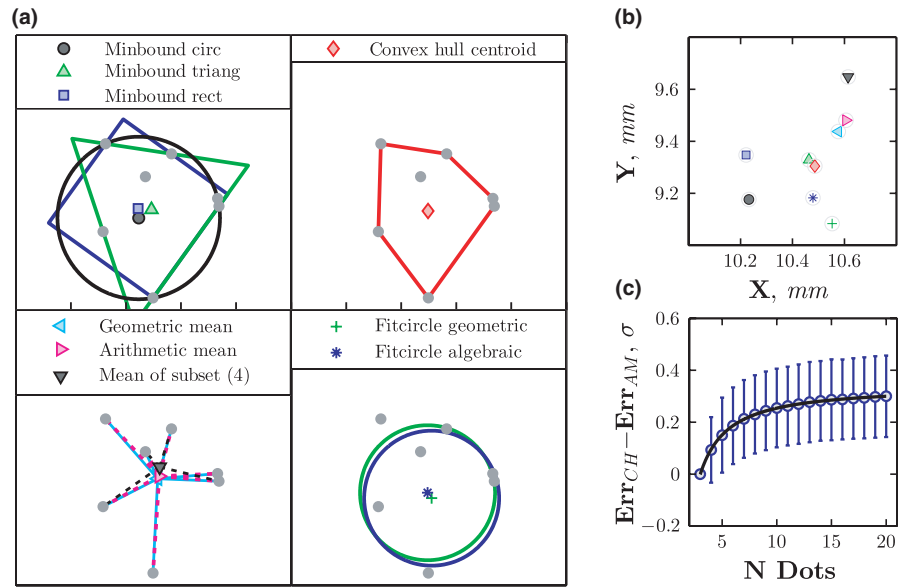 (a)
Minbound circ
Minbound triang
Minbound rect
Convex hull centroid
Geometric mean
Arithmetic mean
Mean of subset (4)
Fitcircle geometric
Fitcircle algebraic
(b)
Y, mm
9.6
9.4
9.2
10.2 10.4 10.6
X, mm
(c)
Err_CH−Err_AM, σ
0.6
0.4
0.2
0
−0.2
5 10 15 20
N Dots